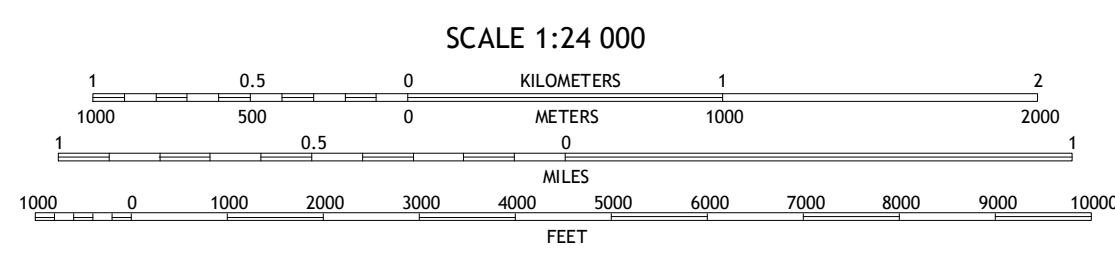 SCALE 1:24 000
1 0.5 0 KILOMETERS 1 2
1000 500 0 METERS 1000 2000
1 0.5 0 1
MILES
1000 0 1000 2000 3000 4000 5000 6000 7000 8000 9000 10000
FEET